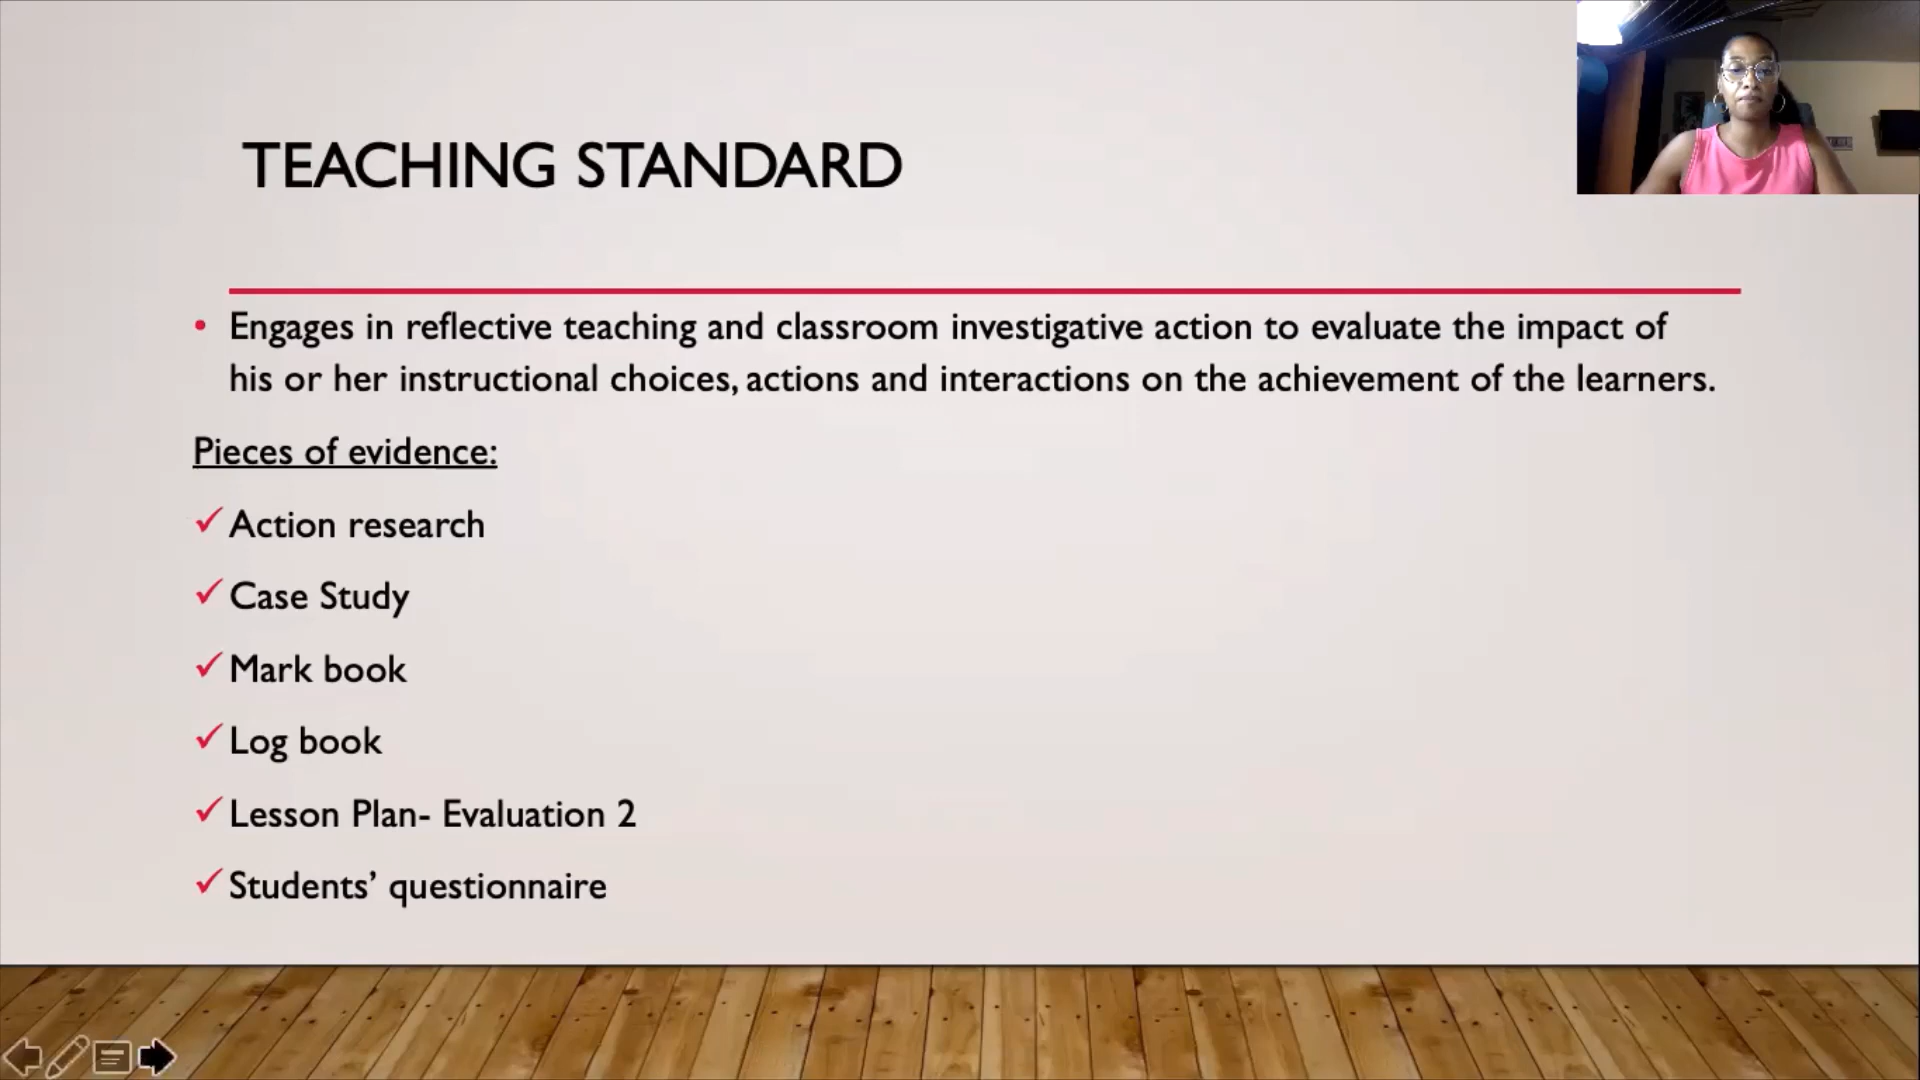 TEACHING STANDARD
• Engages in reflective teaching and classroom investigative action to evaluate the impact of
his or her instructional choices, actions and interactions on the achievement of the learners.
Pieces of evidence:
✓ Action research
✓ Case Study
✓ Mark book
✓ Log book
✓ Lesson Plan- Evaluation 2
✓ Students’ questionnaire